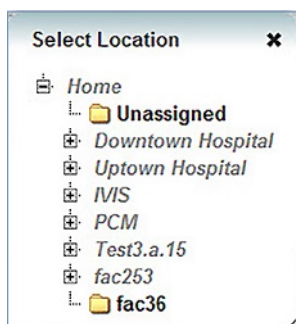 Select Location
Home
Unassigned
Downtown Hospital
Uptown Hospital
IVIS
PCM
Test3.a.15
fac253
fac36